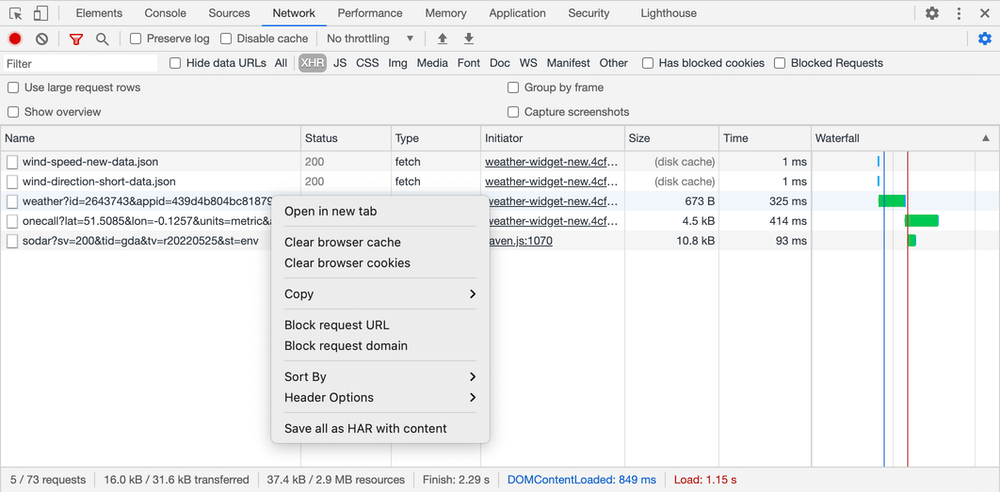 Elements Console Sources Network Performance Memory Application Security Lighthouse
Preserve log Disable cache No throttling
Filter Hide data URLs All XHR JS CSS Img Media Font Doc WS Manifest Other Has blocked cookies Blocked Requests
Use large request rows Group by frame
Show overview Capture screenshots
Name Status Type Initiator Size Time Waterfall
wind-speed-new-data.json 200 fetch weather-widget-new.4cf… (disk cache) 1 ms
wind-direction-short-data.json 200 fetch weather-widget-new.4cf… (disk cache) 1 ms
weather?id=2643743&appid=439d4b804bc81879 weather-widget-new.4cf… 673 B 325 ms
onecall?lat=51.5085&lon=-0.1257&units=metric& weather-widget-new.4cf… 4.5 kB 414 ms
sodar?sv=200&tid=gda&tv=r20220525&st=env aven.js:1070 10.8 kB 93 ms
Open in new tab
Clear browser cache
Clear browser cookies
Copy
Block request URL
Block request domain
Sort By
Header Options
Save all as HAR with content
5 / 73 requests 16.0 kB / 31.6 kB transferred 37.4 kB / 2.9 MB resources Finish: 2.29 s DOMContentLoaded: 849 ms Load: 1.15 s